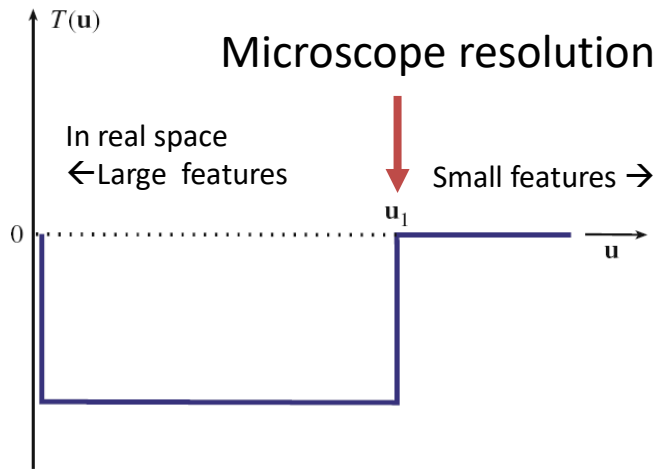 T(u)
Microscope resolution
In real space
←Large features
Small features →
u₁
0
u